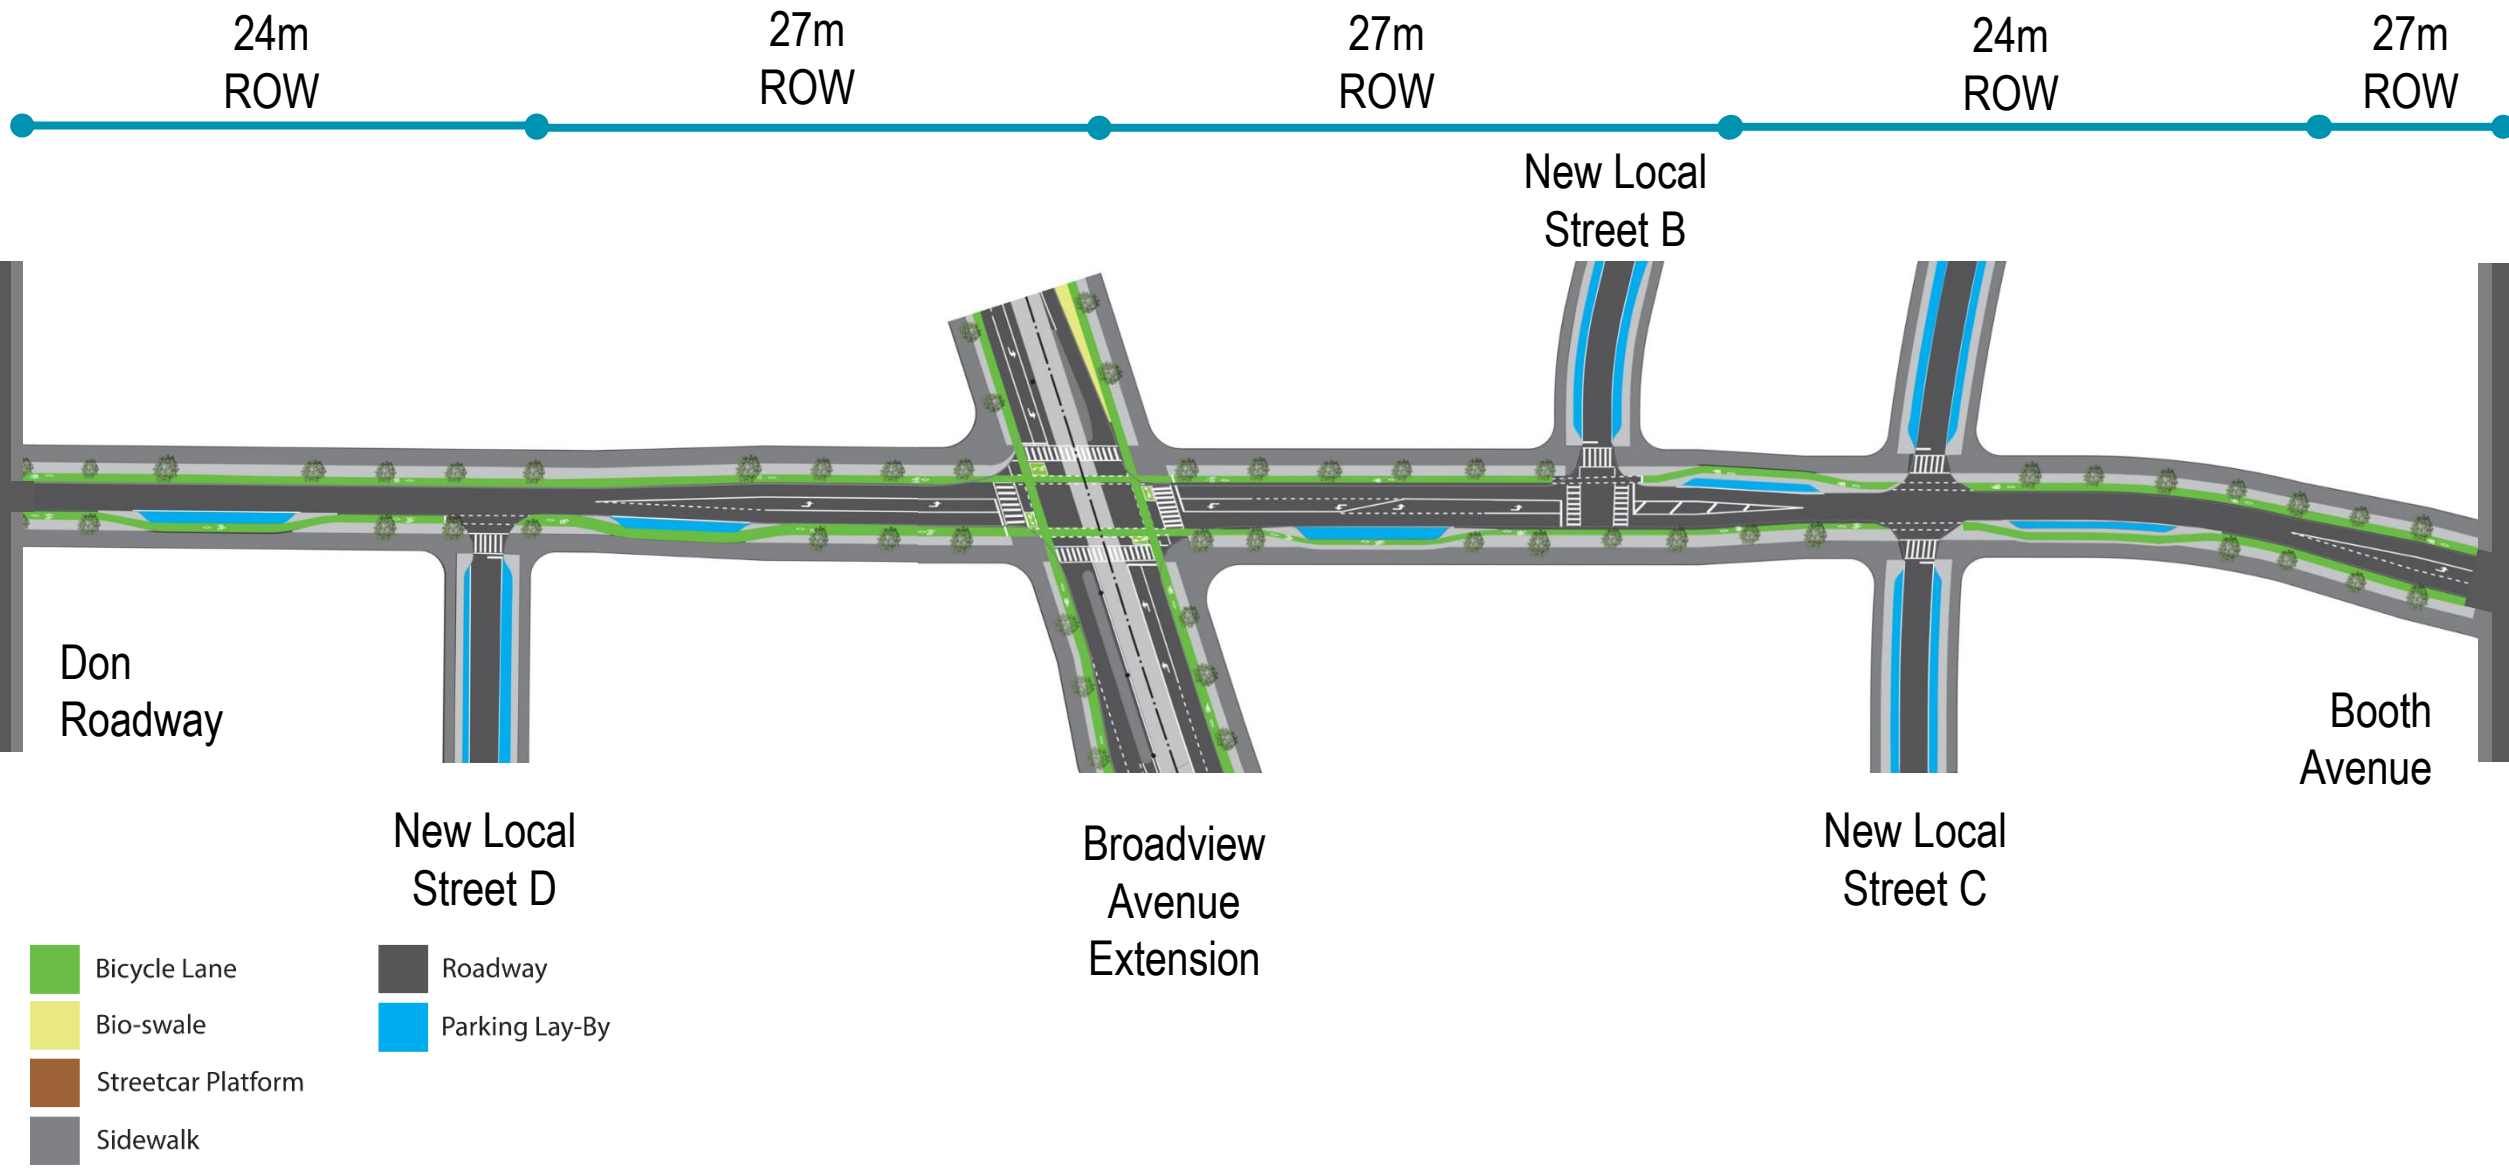 24m
ROW
27m
ROW
27m
ROW
24m
ROW
27m
ROW
New Local
Street B
Don
Roadway
Booth
Avenue
New Local
Street D
Broadview
Avenue
Extension
New Local
Street C
Bicycle Lane
Bio-swale
Streetcar Platform
Sidewalk
Roadway
Parking Lay-By